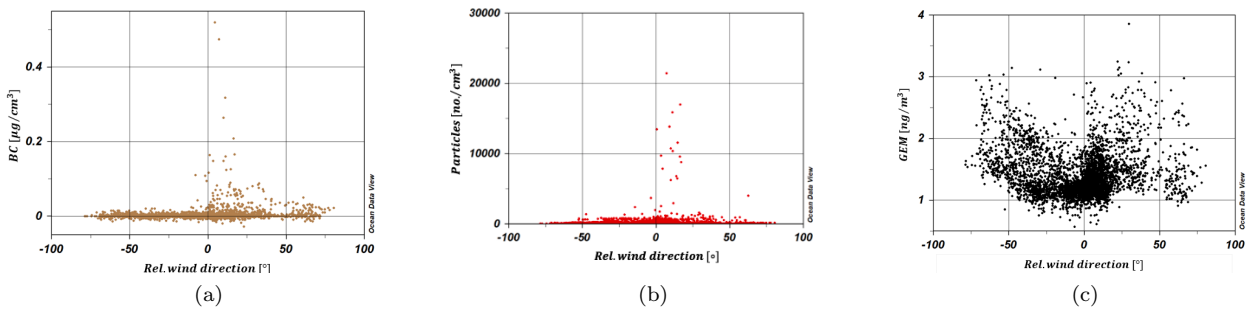 0.4
0.2
0
BC [μg/cm³]
-100 -50 0 50 100
Rel.wind direction [°]
Ocean Data View
(a)
30000
20000
10000
0
Particles [no./cm³]
-100 -50 0 50 100
Rel.wind direction [∘]
Ocean Data View
(b)
4
3
2
1
GEM [ng/m³]
-100 -50 0 50 100
Rel.wind direction [°]
Ocean Data View
(c)